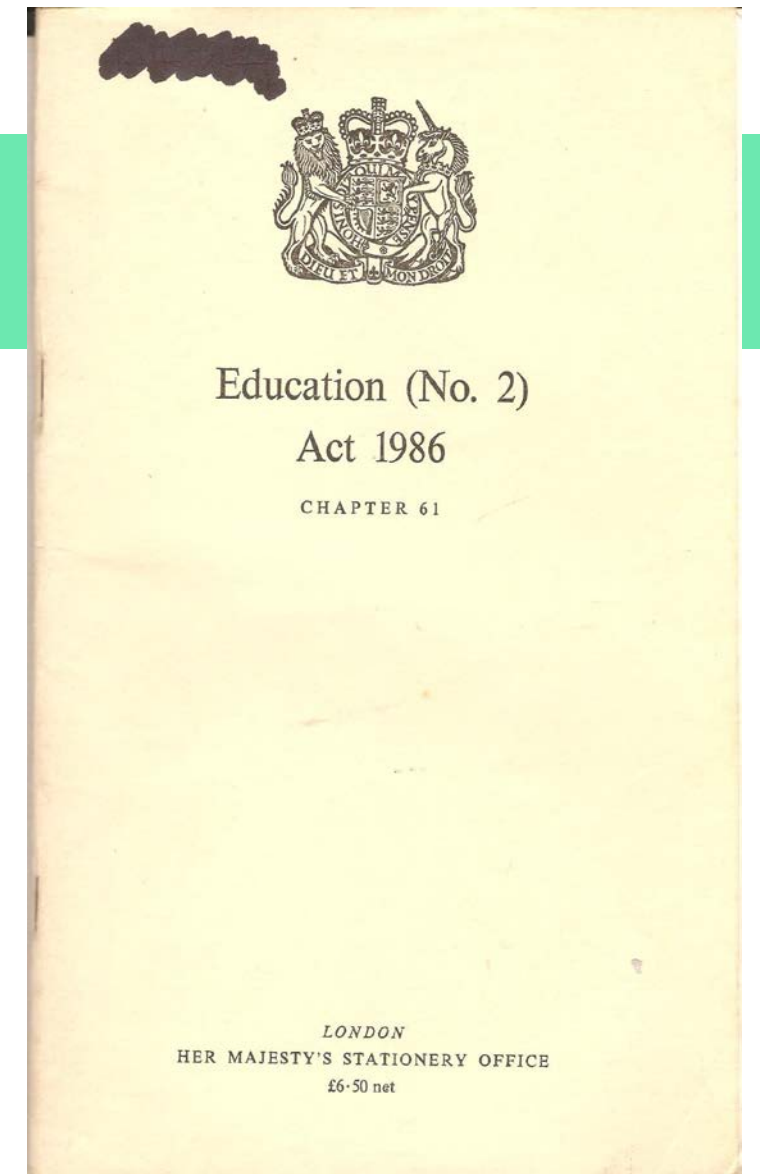 DIEU ET MON DROIT
Education (No. 2)
Act 1986
CHAPTER 61
LONDON
HER MAJESTY'S STATIONERY OFFICE
£6·50 net